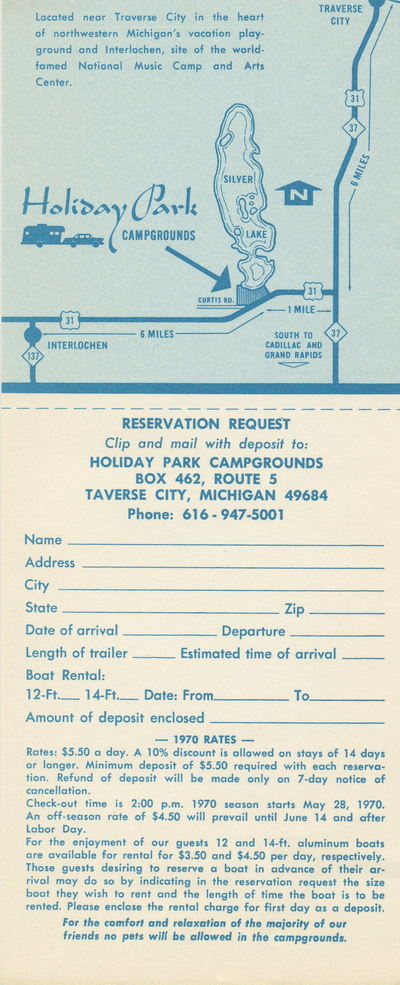 Located near Traverse City in the heart
of northwestern Michigan's vacation play-
ground and Interlochen, site of the world-
famed National Music Camp and Arts
Center.
TRAVERSE
CITY
31
37
6 MILES
SILVER
LAKE
N
Holiday Park
CAMPGROUNDS
CURTIS RD.
31
1 MILE
31
6 MILES
INTERLOCHEN
137
SOUTH TO
CADILLAC AND
GRAND RAPIDS
37
RESERVATION REQUEST
Clip and mail with deposit to:
HOLIDAY PARK CAMPGROUNDS
BOX 462, ROUTE 5
TAVERSE CITY, MICHIGAN 49684
Phone: 616 - 947-5001
Name
Address
City
State Zip
Date of arrival Departure
Length of trailer Estimated time of arrival
Boat Rental:
12-Ft. 14-Ft. Date: From To
Amount of deposit enclosed
— 1970 RATES —
Rates: $5.50 a day. A 10% discount is allowed on stays of 14 days
or longer. Minimum deposit of $5.50 required with each reserva-
tion. Refund of deposit will be made only on 7-day notice of
cancellation.
Check-out time is 2:00 p.m. 1970 season starts May 28, 1970.
An off-season rate of $4.50 will prevail until June 14 and after
Labor Day.
For the enjoyment of our guests 12 and 14-ft. aluminum boats
are available for rental for $3.50 and $4.50 per day, respectively.
Those guests desiring to reserve a boat in advance of their ar-
rival may do so by indicating in the reservation request the size
boat they wish to rent and the length of time the boat is to be
rented. Please enclose the rental charge for first day as a deposit.
For the comfort and relaxation of the majority of our
friends no pets will be allowed in the campgrounds.